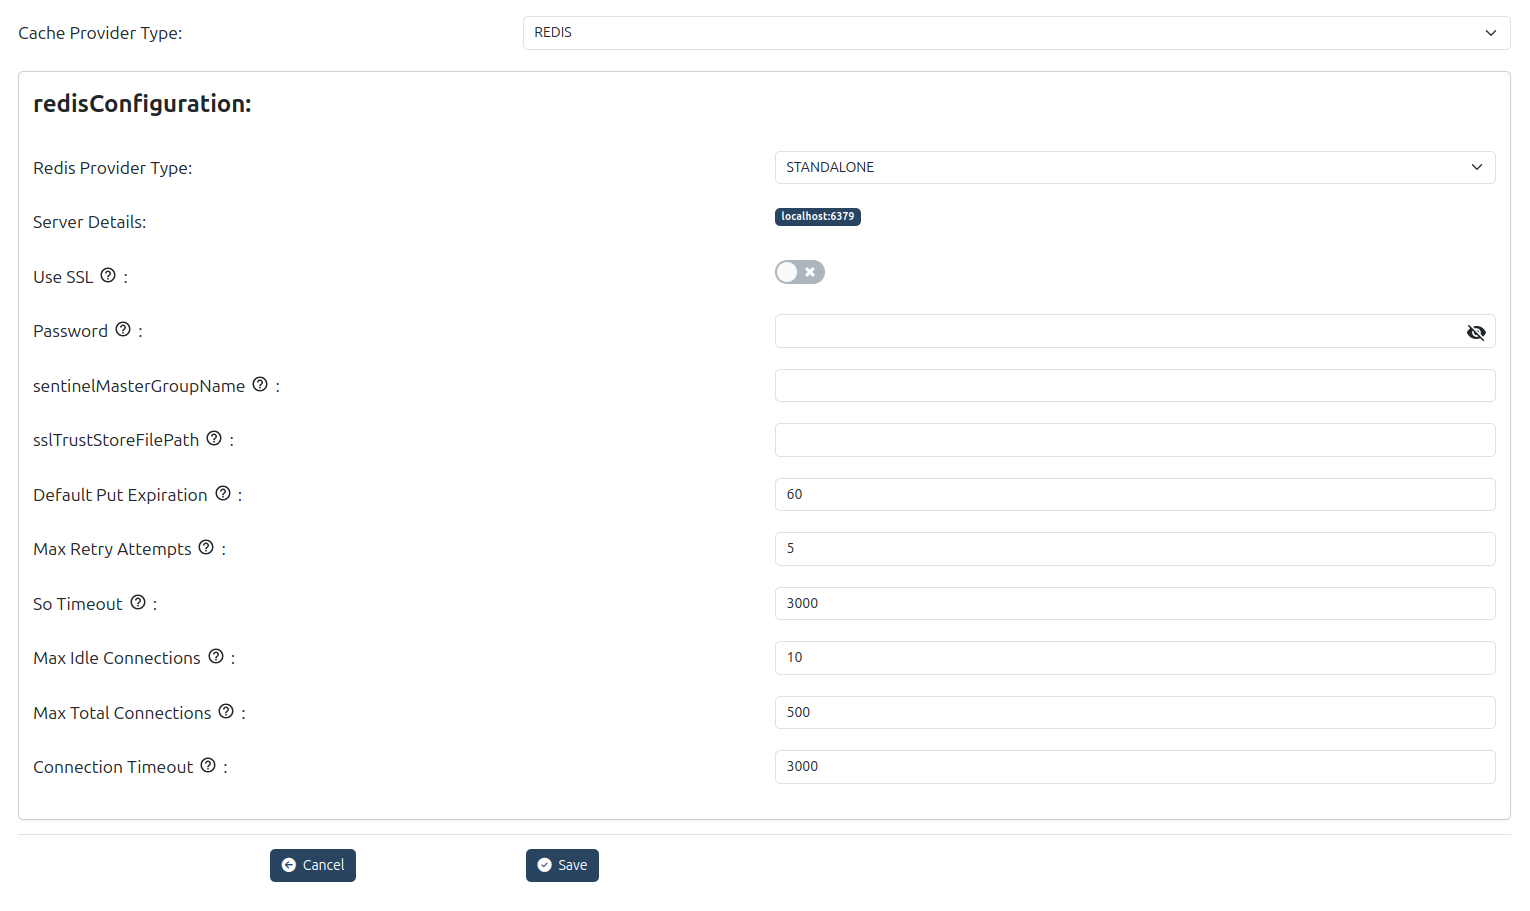 Cache Provider Type: REDIS
redisConfiguration:
Redis Provider Type: STANDALONE
Server Details: localhost:6379
Use SSL :
Password :
sentinelMasterGroupName :
sslTrustStoreFilePath :
Default Put Expiration : 60
Max Retry Attempts : 5
So Timeout : 3000
Max Idle Connections : 10
Max Total Connections : 500
Connection Timeout : 3000
Cancel Save